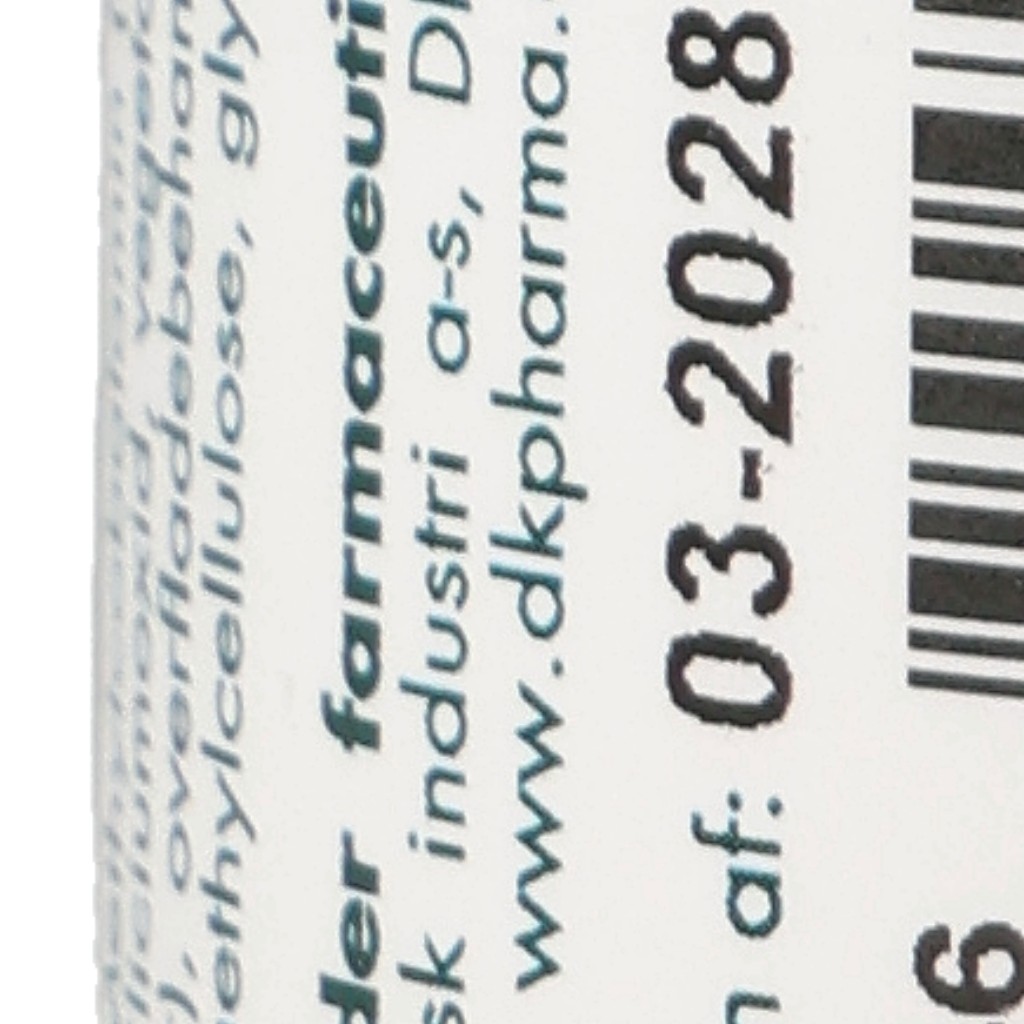 overfladebehan
ethylcellulose, gly
der farmaceuti
sk industri a-s, D
www.dkpharma.
n af: 03-2028
6